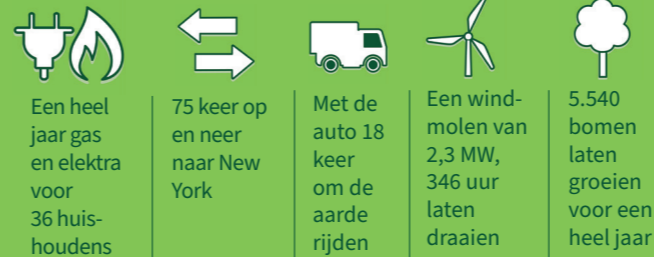 Een heel
jaar gas
en elektra
voor
36 huis-
houdens
75 keer op
en neer
naar New
York
Met de
auto 18
keer
om de
aarde
rijden
Een wind-
molen van
2,3 MW,
346 uur
laten
draaien
5.540
bomen
laten
groeien
voor een
heel jaar